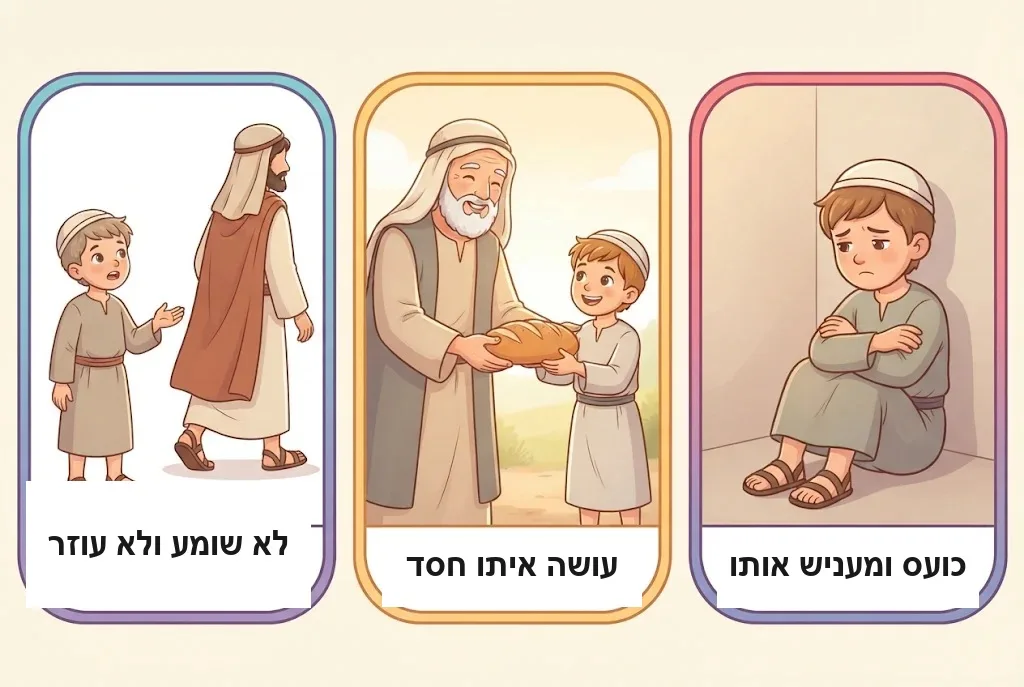 כועס ומעניש אותו
עושה איתו חסד
לא שומע ולא עוזר